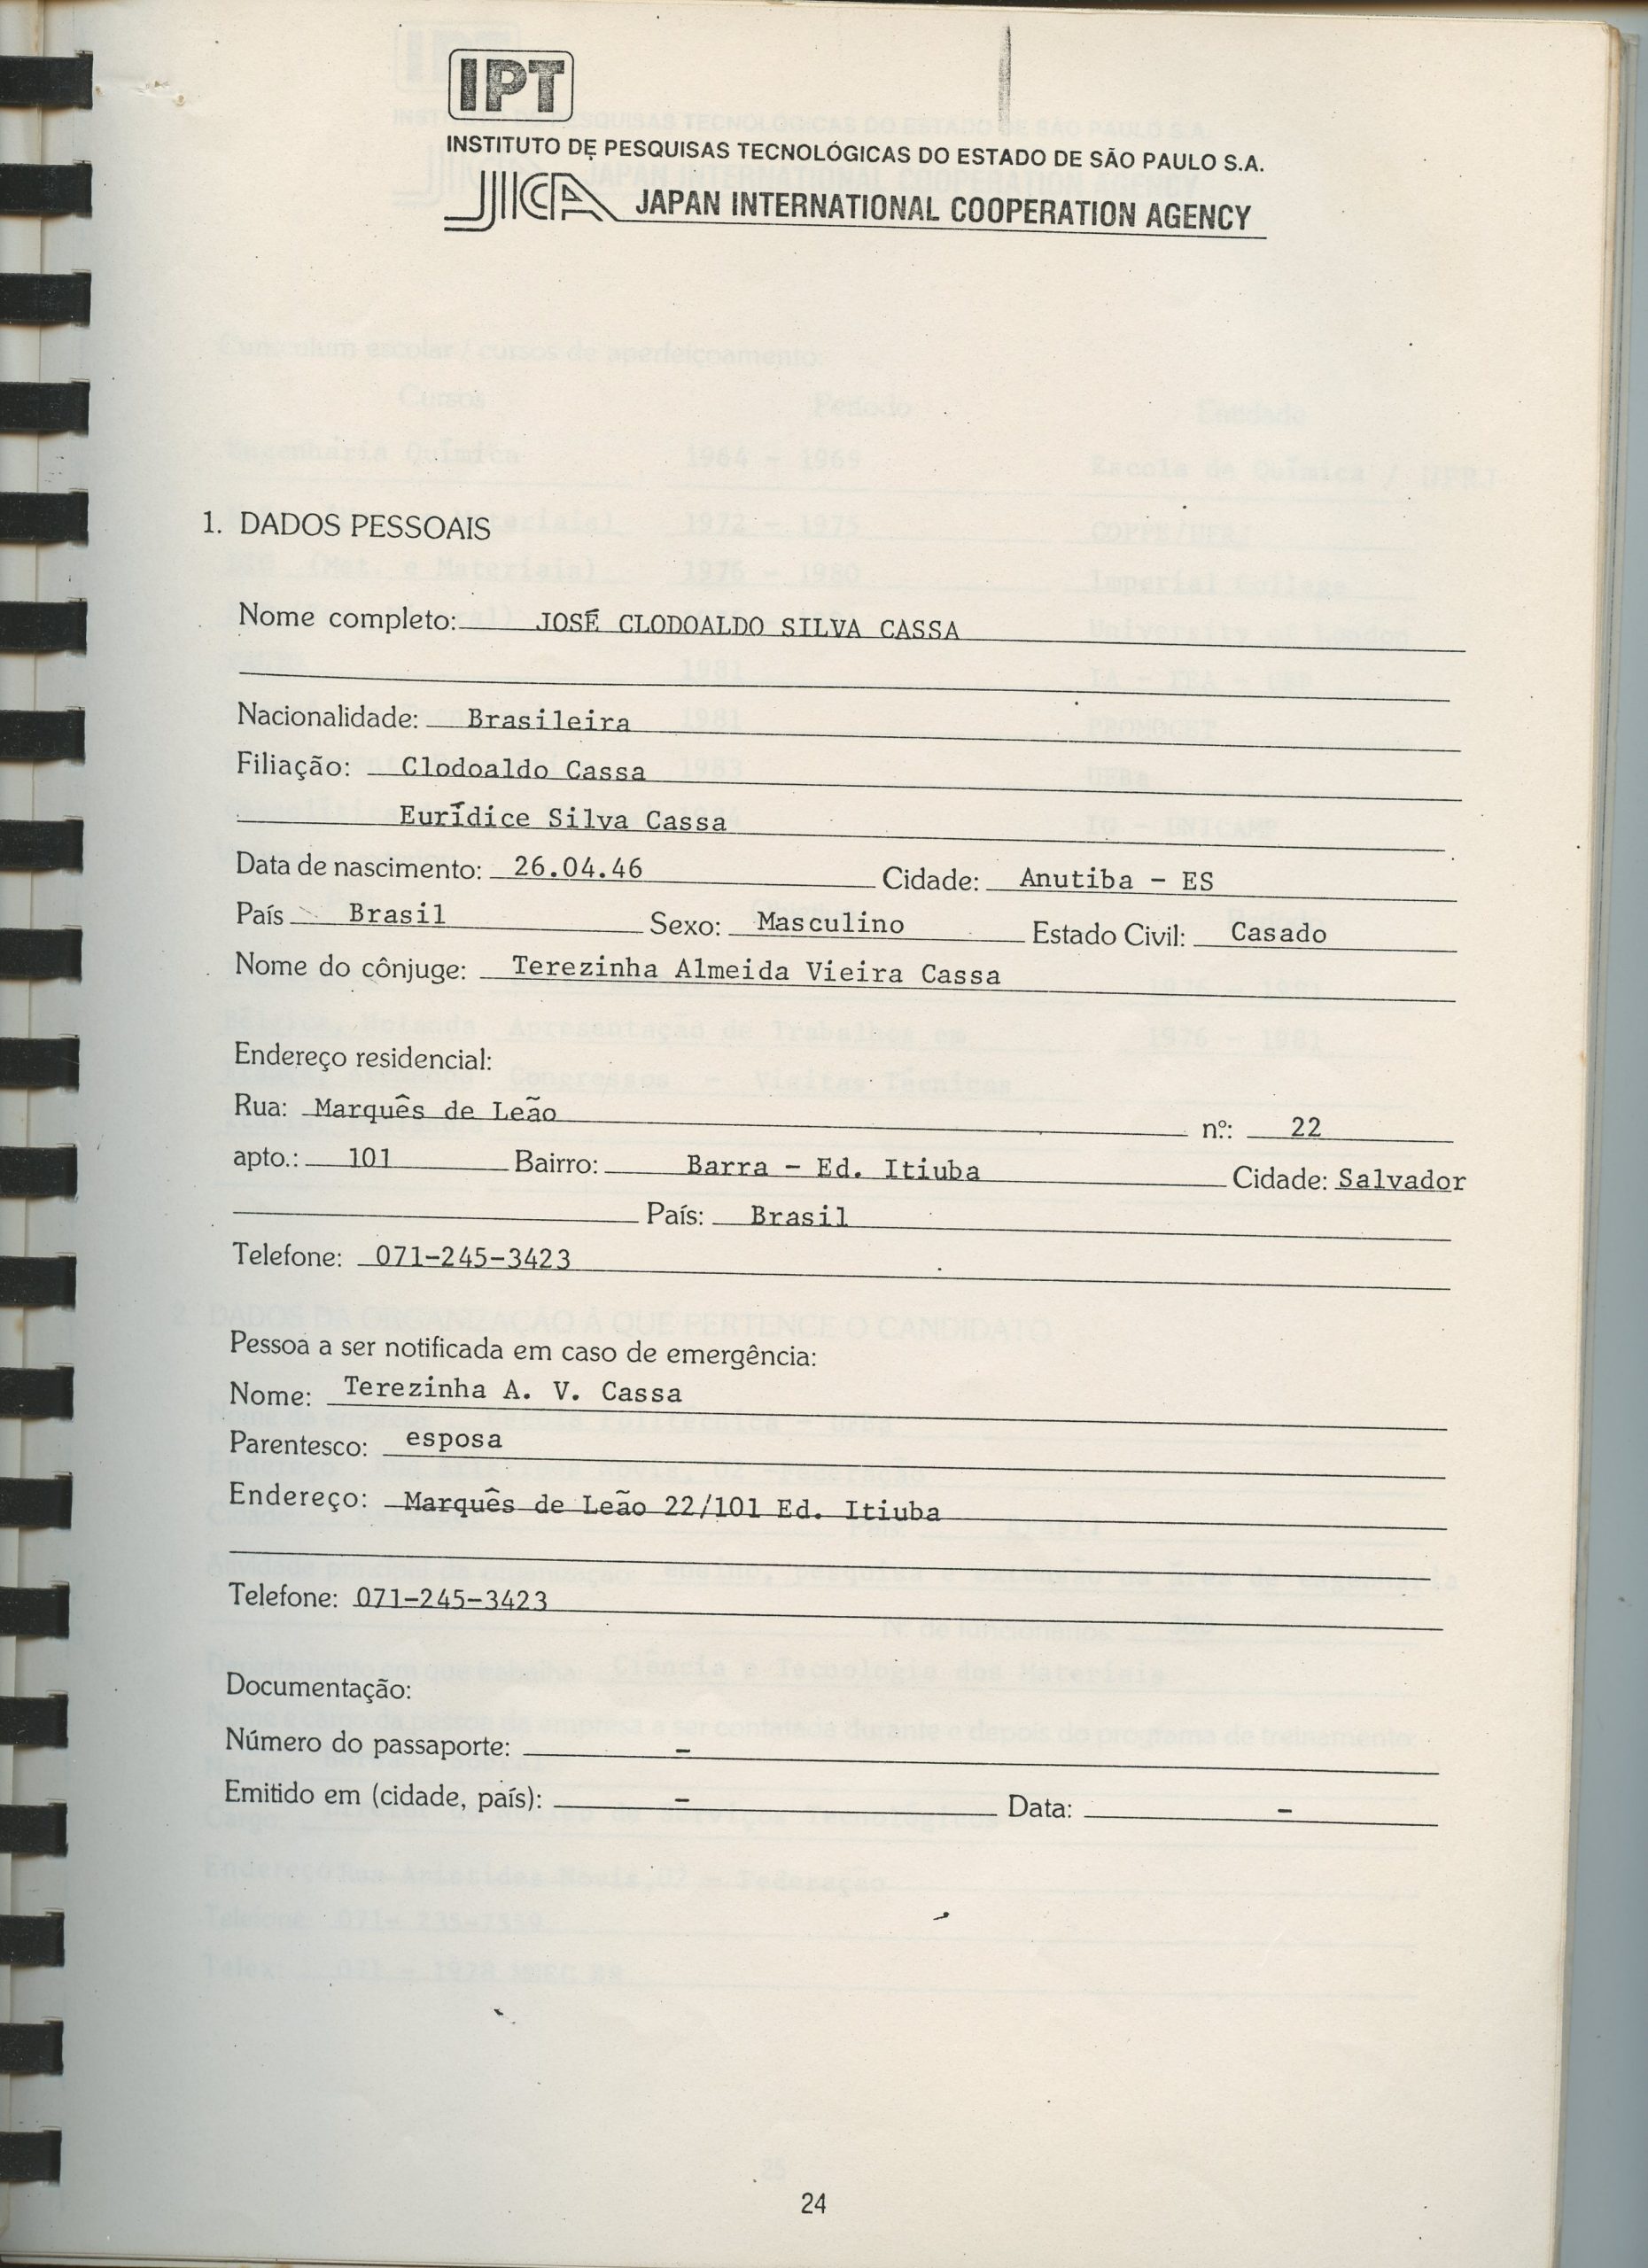 IPT
INSTITUTO DE PESQUISAS TECNOLÓGICAS DO ESTADO DE SÃO PAULO S.A.
JICA JAPAN INTERNATIONAL COOPERATION AGENCY
1. DADOS PESSOAIS
Nome completo: JOSÉ CLODOALDO SILVA CASSA
Nacionalidade: Brasileira
Filiação: Clodoaldo Cassa
Eurídice Silva Cassa
Data de nascimento: 26.04.46 Cidade: Anutiba - ES
País Brasil Sexo: Masculino Estado Civil: Casado
Nome do cônjuge: Terezinha Almeida Vieira Cassa
Endereço residencial:
Rua: Marquês de Leão nº: 22
apto.: 101 Bairro: Barra - Ed. Itiuba Cidade: Salvador
País: Brasil
Telefone: 071-245-3423
Pessoa a ser notificada em caso de emergência:
Nome: Terezinha A. V. Cassa
Parentesco: esposa
Endereço: Marquês de Leão 22/101 Ed. Itiuba
Telefone: 071-245-3423
Documentação:
Número do passaporte: -
Emitido em (cidade, país): - Data: -
24